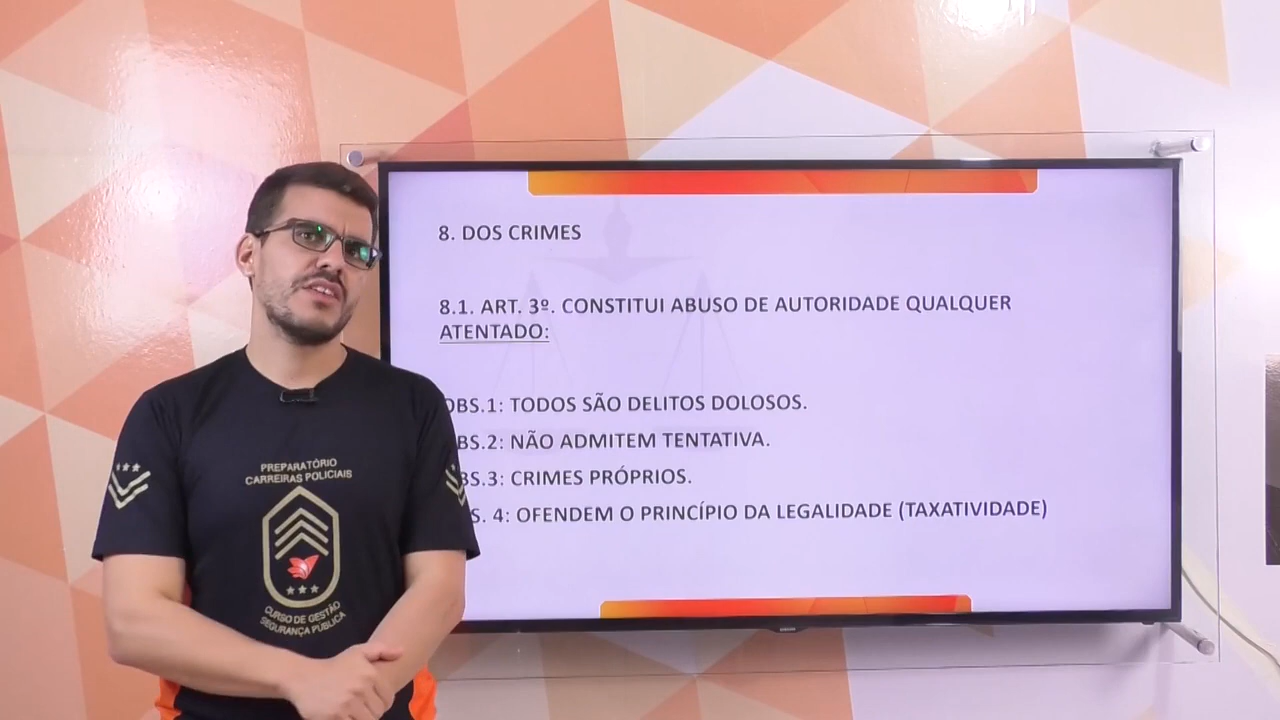 8. DOS CRIMES
8.1. ART. 3º. CONSTITUI ABUSO DE AUTORIDADE QUALQUER
ATENTADO:
OBS.1: TODOS SÃO DELITOS DOLOSOS.
BS.2: NÃO ADMITEM TENTATIVA.
BS.3: CRIMES PRÓPRIOS.
S. 4: OFENDEM O PRINCÍPIO DA LEGALIDADE (TAXATIVIDADE)
PREPARATÓRIO
CARREIRAS POLICIAIS
CURSO DE GESTÃO
SEGURANÇA PÚBLICA
SAMSUNG